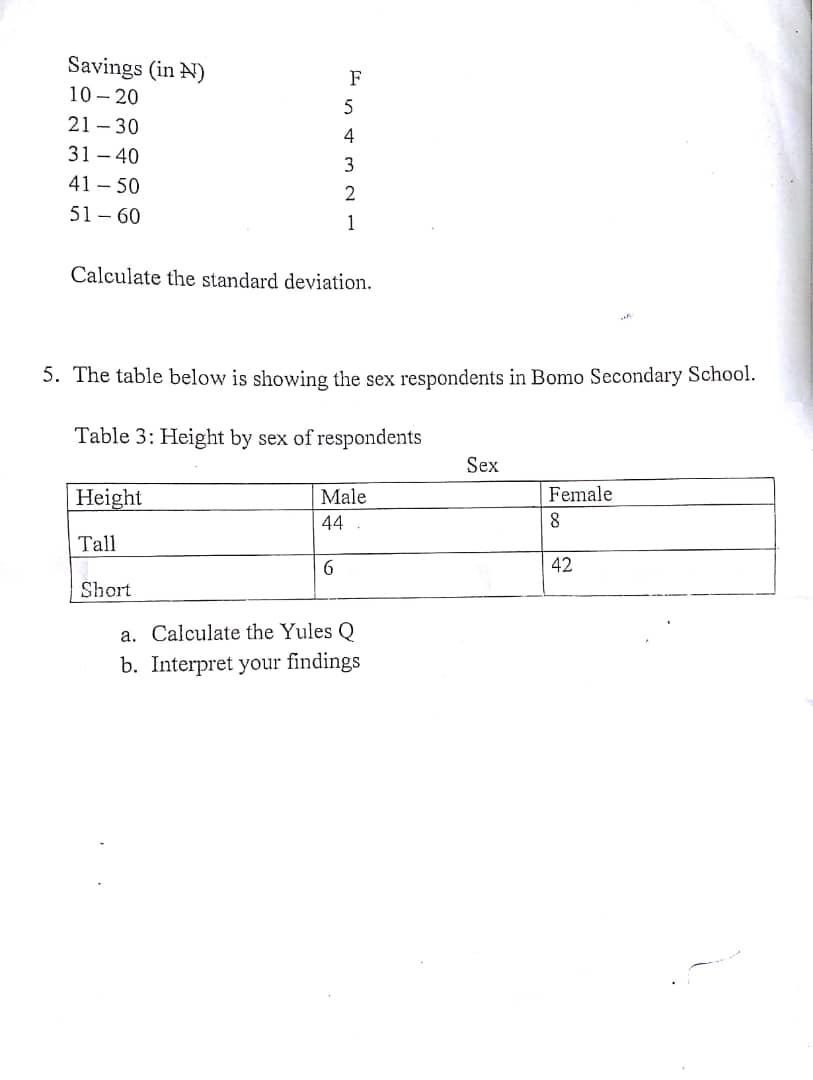 Savings (in ₦) F
10 – 20 5
21 – 30 4
31 – 40 3
41 – 50 2
51 – 60 1
Calculate the standard deviation.
5. The table below is showing the sex respondents in Bomo Secondary School.
Table 3: Height by sex of respondents
Sex
Height Male Female
Tall 44 8
Short 6 42
a. Calculate the Yules Q
b. Interpret your findings